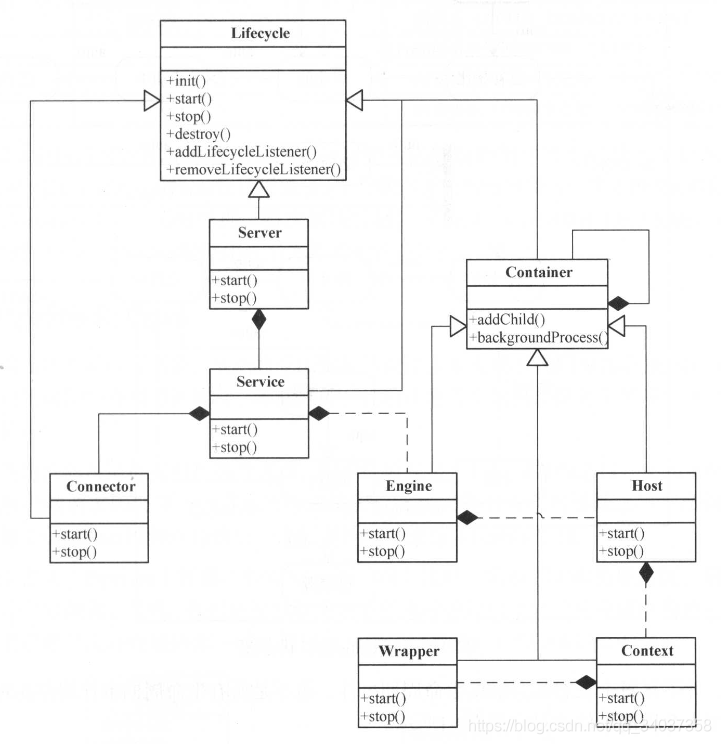 Lifecycle
+init()
+start()
+stop()
+destroy()
+addLifecycleListener()
+removeLifecycleListener()
Server
+start()
+stop()
Container
+addChild()
+backgroundProcess()
Service
+start()
+stop()
Connector
+start()
+stop()
Engine
+start()
+stop()
Host
+start()
+stop()
Wrapper
+start()
+stop()
Context
+start()
+stop()
https://blog.csdn.net/qq_34037358